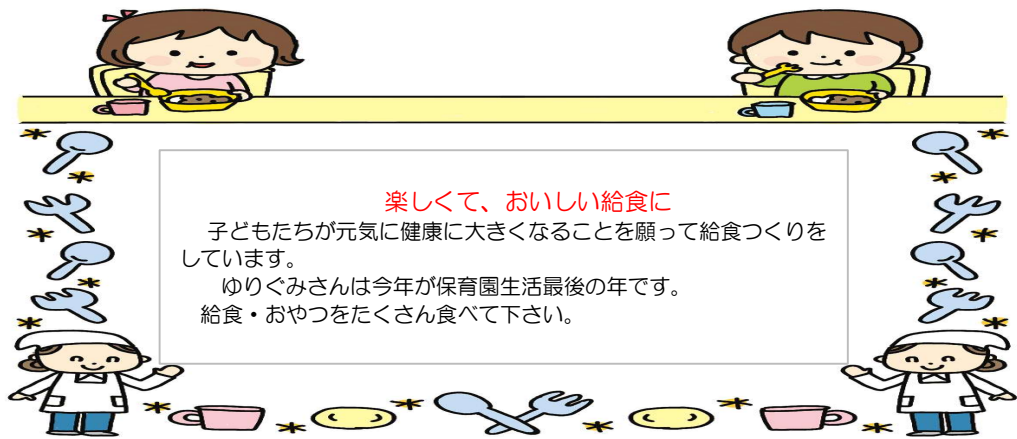 楽しくて、おいしい給食に
子どもたちが元気に健康に大きくなることを願って給食つくりを
しています。
ゆりぐみさんは今年が保育園生活最後の年です。
給食・おやつをたくさん食べて下さい。